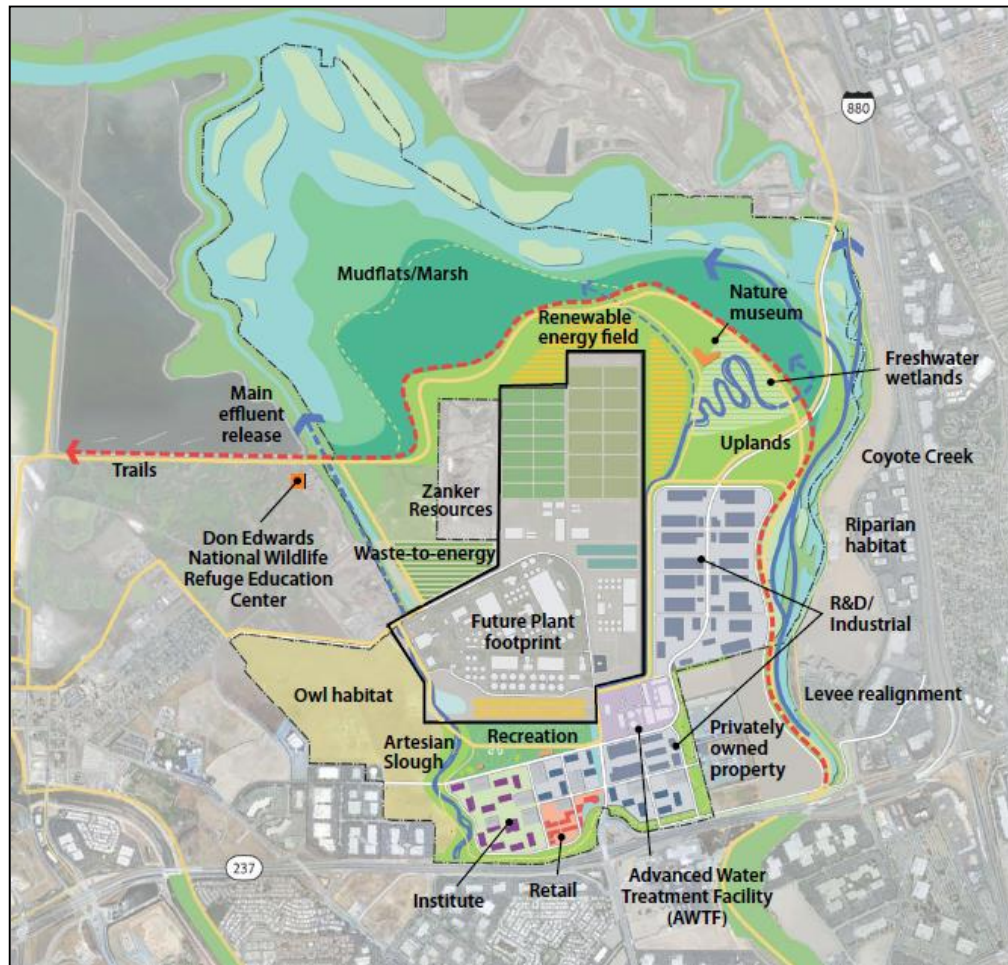 880
Mudflats/Marsh
Nature
museum
Renewable
energy field
Freshwater
wetlands
Main
effluent
release
Uplands
Coyote Creek
Trails
Zanker
Resources
Riparian
habitat
Don Edwards
National Wildlife
Refuge Education
Center
Waste-to-energy
R&D/
Industrial
Future Plant
footprint
Owl habitat
Levee realignment
Artesian
Slough
Recreation
Privately
owned
property
237
Institute
Retail
Advanced Water
Treatment Facility
(AWTF)